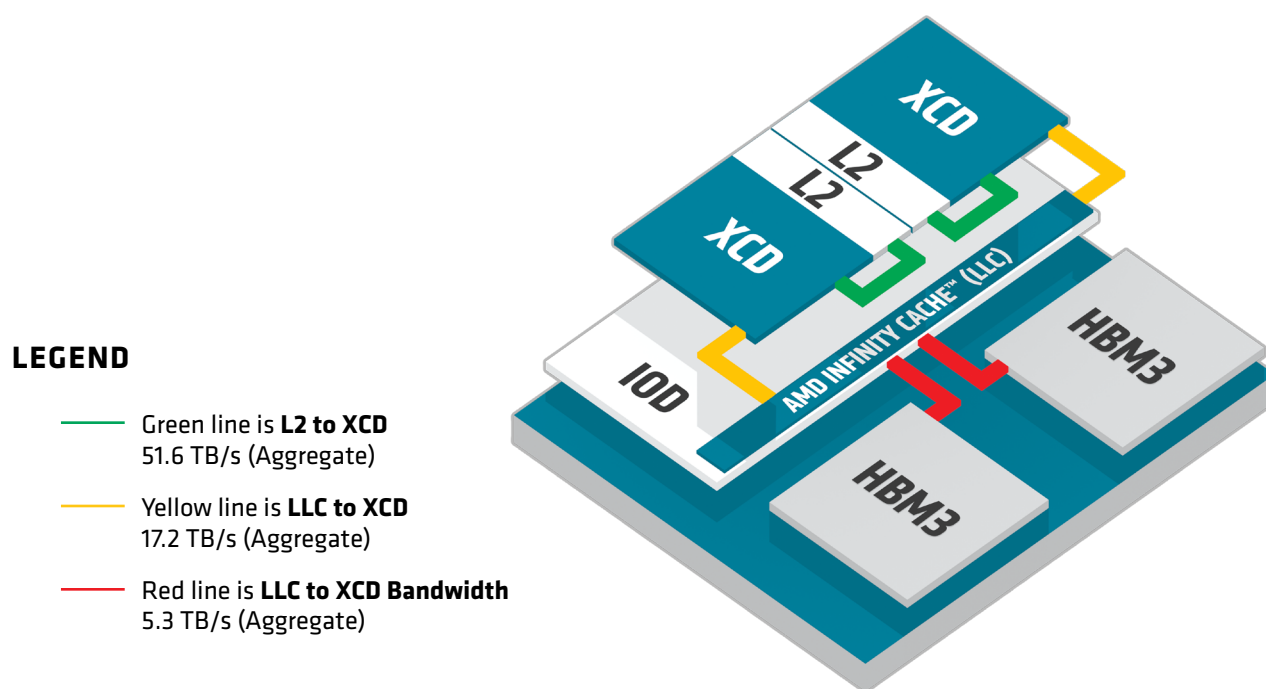 XCD
L2
L2
XCD
AMD INFINITY CACHE™ (LLC)
IOD
HBM3
HBM3
LEGEND
Green line is L2 to XCD
51.6 TB/s (Aggregate)
Yellow line is LLC to XCD
17.2 TB/s (Aggregate)
Red line is LLC to XCD Bandwidth
5.3 TB/s (Aggregate)